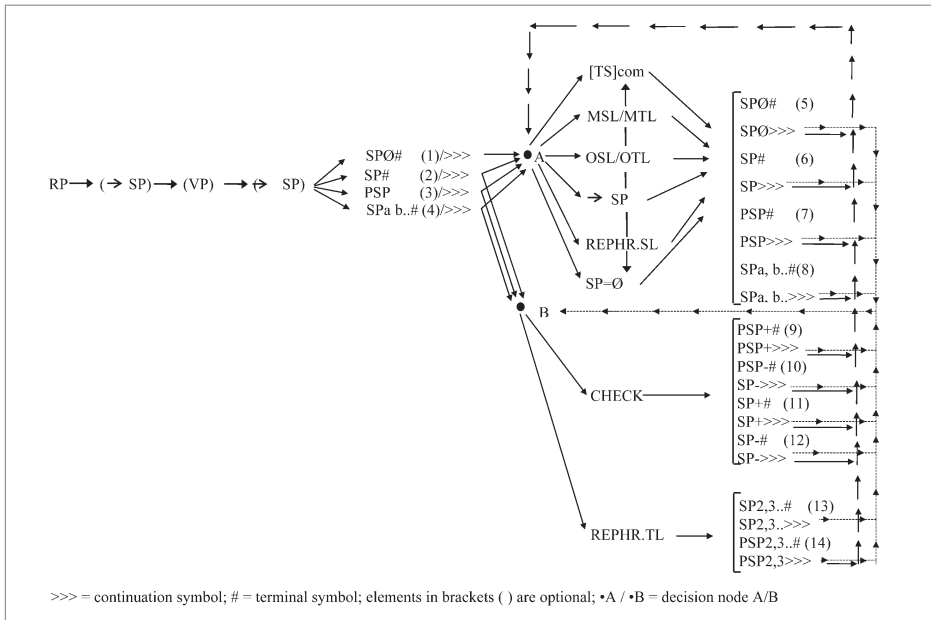 RP → ( → SP) → (VP) → ( → SP)
SPØ# (1)/>>>
SP# (2)/>>>
PSP (3)/>>>
SPa b..# (4)/>>>
A
[TS]com
MSL/MTL
OSL/OTL
→ SP
REPHR.SL
SP=Ø
SPØ# (5)
SPØ>>>
SP# (6)
SP>>>
PSP# (7)
PSP>>>
SPa, b..#(8)
SPa. b..>>>
B
CHECK
PSP+# (9)
PSP+>>>
PSP-# (10)
SP->>>
SP+# (11)
SP+>>>
SP-# (12)
SP->>>
REPHR.TL
SP2,3..# (13)
SP2,3..>>>
PSP2,3..# (14)
PSP2,3>>>
>>> = continuation symbol; # = terminal symbol; elements in brackets ( ) are optional; •A / •B = decision node A/B